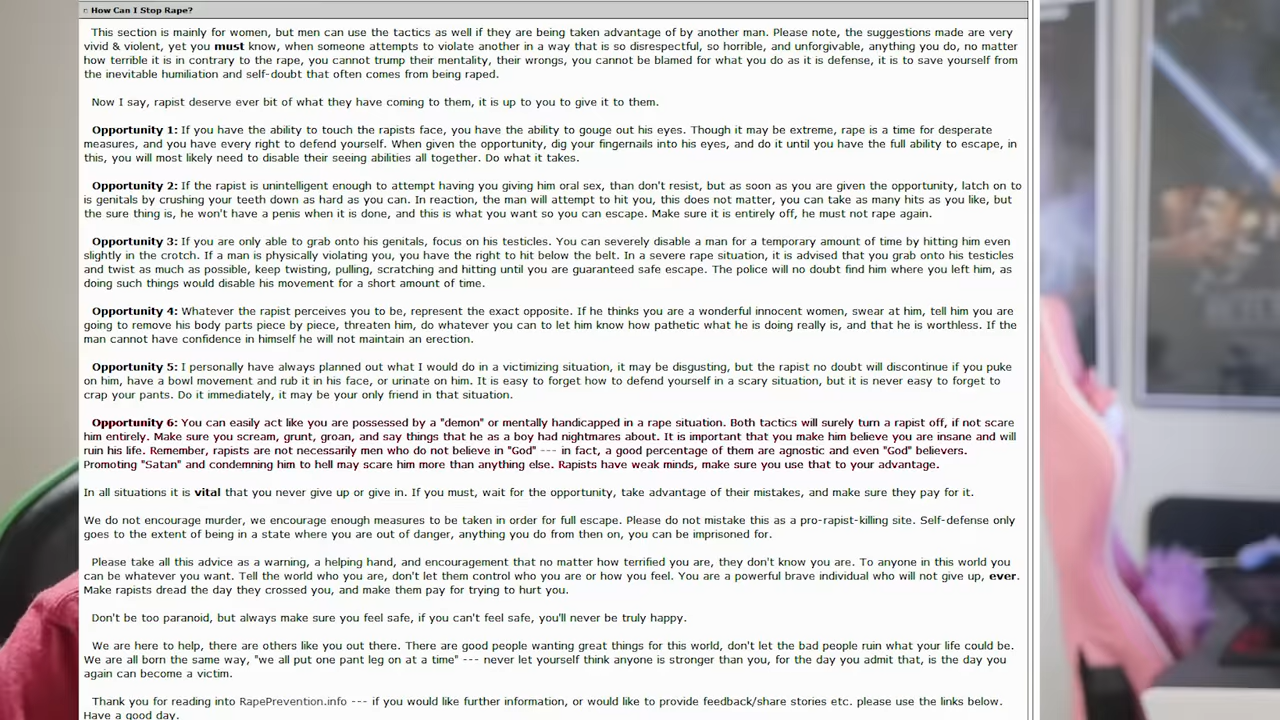 How Can I Stop Rape?
This section is mainly for women, but men can use the tactics as well if they are being taken advantage of by another man. Please note, the suggestions made are very
vivid & violent, yet you must know, when someone attempts to violate another in a way that is so disrespectful, so horrible, and unforgivable, anything you do, no matter
how terrible it is in contrary to the rape, you cannot trump their mentality, their wrongs, you cannot be blamed for what you do as it is defense, it is to save yourself from
the inevitable humiliation and self-doubt that often comes from being raped.
Now I say, rapist deserve ever bit of what they have coming to them, it is up to you to give it to them.
Opportunity 1: If you have the ability to touch the rapists face, you have the ability to gouge out his eyes. Though it may be extreme, rape is a time for desperate
measures, and you have every right to defend yourself. When given the opportunity, dig your fingernails into his eyes, and do it until you have the full ability to escape, in
this, you will most likely need to disable their seeing abilities all together. Do what it takes.
Opportunity 2: If the rapist is unintelligent enough to attempt having you giving him oral sex, than don't resist, but as soon as you are given the opportunity, latch on to
is genitals by crushing your teeth down as hard as you can. In reaction, the man will attempt to hit you, this does not matter, you can take as many hits as you like, but
the sure thing is, he won't have a penis when it is done, and this is what you want so you can escape. Make sure it is entirely off, he must not rape again.
Opportunity 3: If you are only able to grab onto his genitals, focus on his testicles. You can severely disable a man for a temporary amount of time by hitting him even
slightly in the crotch. If a man is physically violating you, you have the right to hit below the belt. In a severe rape situation, it is advised that you grab onto his testicles
and twist as much as possible, keep twisting, pulling, scratching and hitting until you are guaranteed safe escape. The police will no doubt find him where you left him, as
doing such things would disable his movement for a short amount of time.
Opportunity 4: Whatever the rapist perceives you to be, represent the exact opposite. If he thinks you are a wonderful innocent women, swear at him, tell him you are
going to remove his body parts piece by piece, threaten him, do whatever you can to let him know how pathetic what he is doing really is, and that he is worthless. If the
man cannot have confidence in himself he will not maintain an erection.
Opportunity 5: I personally have always planned out what I would do in a victimizing situation, it may be disgusting, but the rapist no doubt will discontinue if you puke
on him, have a bowl movement and rub it in his face, or urinate on him. It is easy to forget how to defend yourself in a scary situation, but it is never easy to forget to
crap your pants. Do it immediately, it may be your only friend in that situation.
Opportunity 6: You can easily act like you are possessed by a "demon" or mentally handicapped in a rape situation. Both tactics will surely turn a rapist off, if not scare
him entirely. Make sure you scream, grunt, groan, and say things that he as a boy had nightmares about. It is important that you make him believe you are insane and will
ruin his life. Remember, rapists are not necessarily men who do not believe in "God" --- in fact, a good percentage of them are agnostic and even "God" believers.
Promoting "Satan" and condemning him to hell may scare him more than anything else. Rapists have weak minds, make sure you use that to your advantage.
In all situations it is vital that you never give up or give in. If you must, wait for the opportunity, take advantage of their mistakes, and make sure they pay for it.
We do not encourage murder, we encourage enough measures to be taken in order for full escape. Please do not mistake this as a pro-rapist-killing site. Self-defense only
goes to the extent of being in a state where you are out of danger, anything you do from then on, you can be imprisoned for.
Please take all this advice as a warning, a helping hand, and encouragement that no matter how terrified you are, they don't know you are. To anyone in this world you
can be whatever you want. Tell the world who you are, don't let them control who you are or how you feel. You are a powerful brave individual who will not give up, ever.
Make rapists dread the day they crossed you, and make them pay for trying to hurt you.
Don't be too paranoid, but always make sure you feel safe, if you can't feel safe, you'll never be truly happy.
We are here to help, there are others like you out there. There are good people wanting great things for this world, don't let the bad people ruin what your life could be.
We are all born the same way, "we all put one pant leg on at a time" --- never let yourself think anyone is stronger than you, for the day you admit that, is the day you
again can become a victim.
Thank you for reading into RapePrevention.info --- if you would like further information, or would like to provide feedback/share stories etc. please use the links below.
Have a good day.